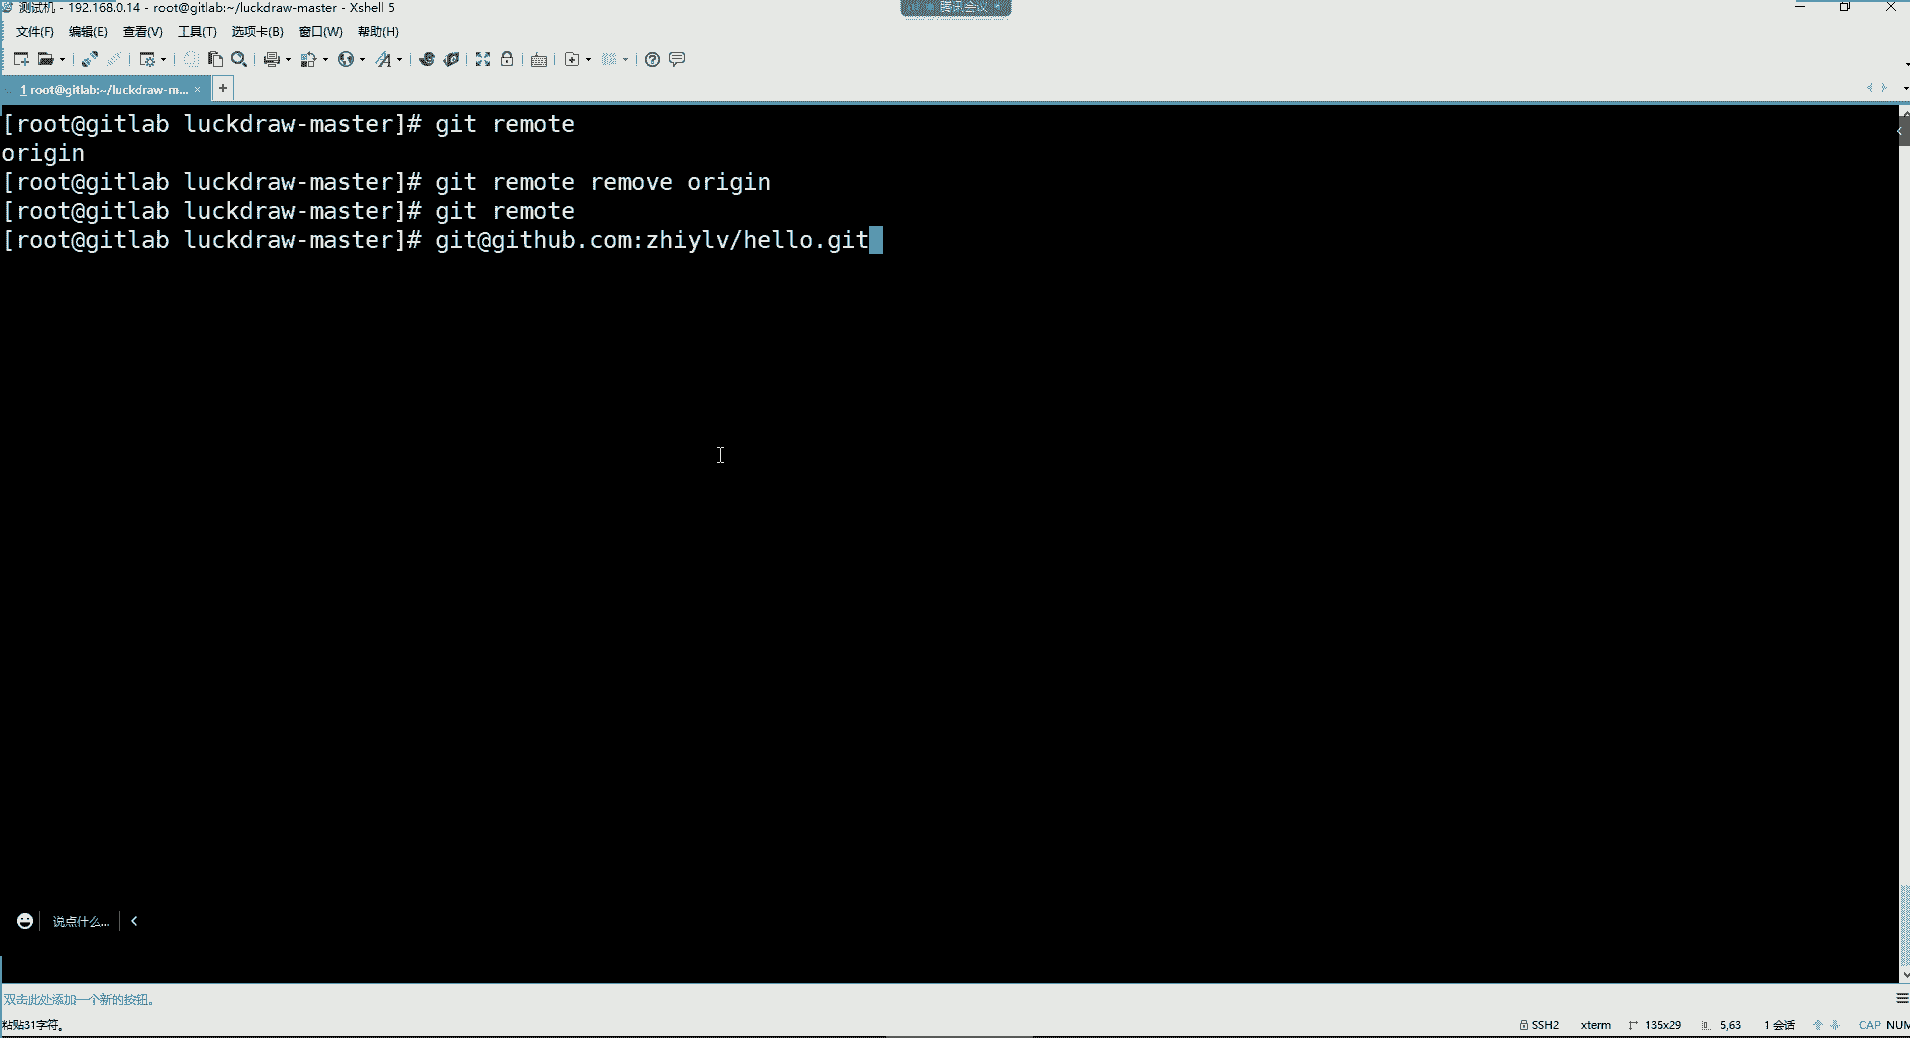 测试机 - 192.168.0.14 - root@gitlab:~/luckdraw-master - Xshell 5
腾讯会议
文件(F) 编辑(E) 查看(V) 工具(T) 选项卡(B) 窗口(W) 帮助(H)
1 root@gitlab:~/luckdraw-m... × +
[root@gitlab luckdraw-master]# git remote
origin
[root@gitlab luckdraw-master]# git remote remove origin
[root@gitlab luckdraw-master]# git remote
[root@gitlab luckdraw-master]# git@github.com:zhiylv/hello.git
说点什么...
双击此处添加一个新的按钮。
粘贴31字符。 SSH2 xterm 135x29 5,63 1 会话 CAP NUM